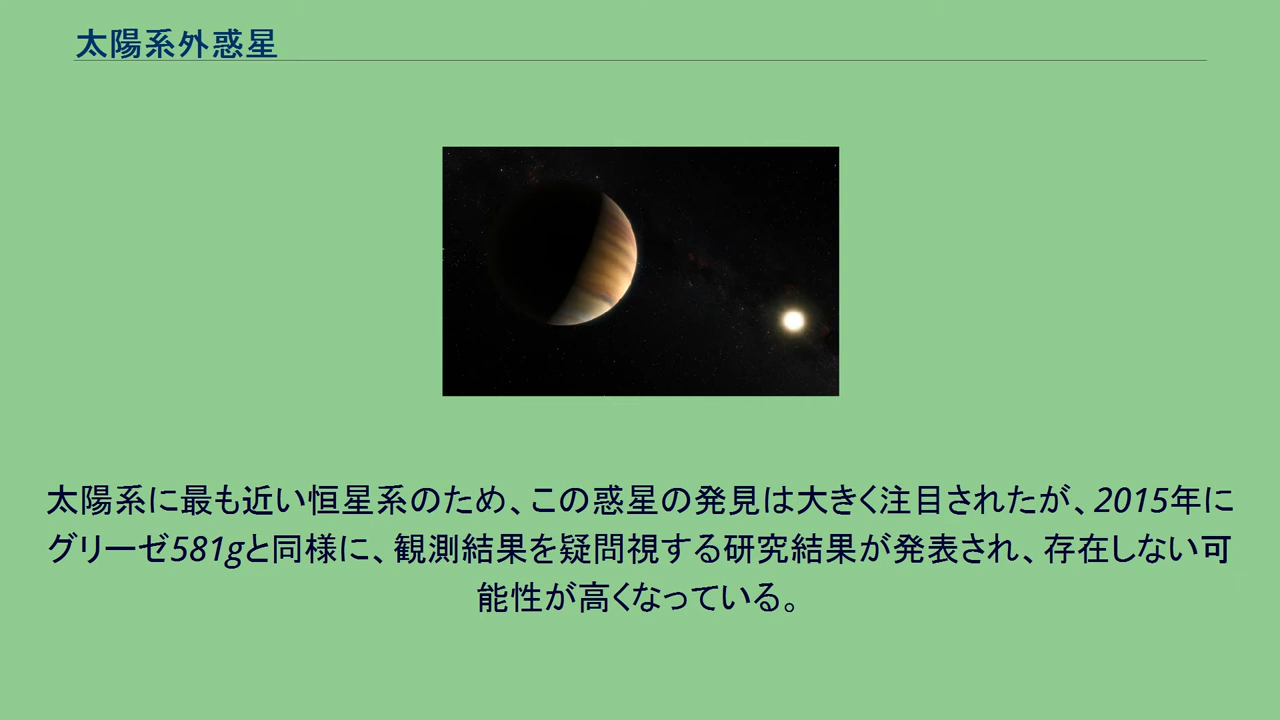 太陽系外惑星
太陽系に最も近い恒星系のため、この惑星の発見は大きく注目されたが、2015年に
グリーゼ581gと同様に、観測結果を疑問視する研究結果が発表され、存在しない可
能性が高くなっている。